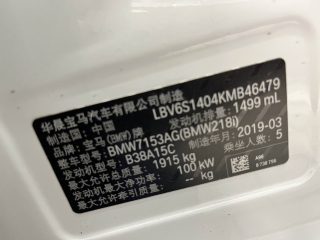 华晨宝马汽车有限公司制造
制造国: 中国 LBV6S1404KMB46479
品牌: 宝马(BMW) 发动机排量: 1499 mL
整车型号: BMW7153AG(BMW218i)
发动机型号: B38A15C 制造年月: 2019-03
最大允许总质量: 1915 kg 乘坐人数: 5
发动机最大净功率: 100 kW
最大允许牵引质量: -- kg